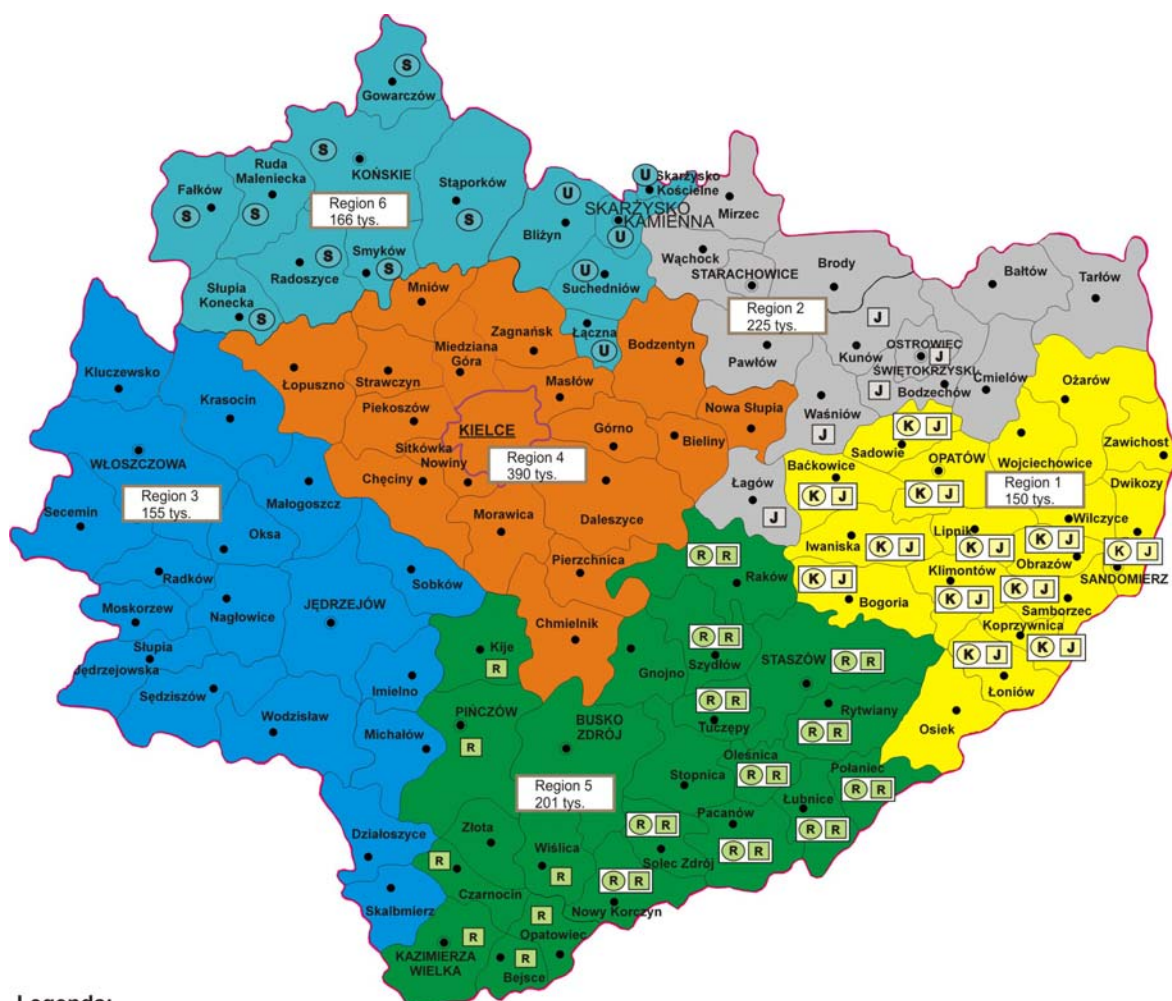 S
Gowarczów
S
KOŃSKIE
Ruda
Maleniecka
S
Fałków
S
Stąporków
S
Region 6
166 tys.
Radoszyce
S
Smyków
S
Słupia
Konecka
S
U
Skarżysko
Kościelne
U
Bliżyn
SKARŻYSKO
KAMIENNA
U
U
Suchedniów
Łączna
U
Mirzec
Wąchock
STARACHOWICE
Brody
Bałtów
Tarłów
Region 2
225 tys.
J
Pawłów
Kunów
OSTROWIEC
J
ŚWIĘTOKRZYSKI
J
Bodzechów
Ćmielów
Waśniów
J
Łagów
J
Mniów
Zagnańsk
Bodzentyn
Miedziana
Góra
Łopuszno
Strawczyn
Masłów
Piekoszów
Nowa Słupia
KIELCE
Górno
Bieliny
Sitkówka
Nowiny
Region 4
390 tys.
Chęciny
Morawica
Daleszyce
Pierzchnica
Chmielnik
Kluczewsko
Krasocin
WŁOSZCZOWA
Region 3
155 tys.
Małogoszcz
Secemin
Oksa
Radków
Sobków
Moskorzew
Nagłowice
JĘDRZEJÓW
Słupia
Jędrzejowska
Sędziszów
Imielno
Wodzisław
Michałów
Działoszyce
Skalbmierz
Ożarów
K J
Sadowie
OPATÓW
Wojciechowice
Zawichost
Baćkowice
K J
K J
Region 1
150 tys.
Dwikozy
Iwaniska
K J
Lipnik
K J
Wilczyce
K J
Obrazów
K J
SANDOMIERZ
K J
Bogoria
Klimontów
K J
K J
Samborzec
Koprzywnica
K J
K J
Łoniów
Osiek
R R
Raków
Kije
R
Gnojno
R R
Szydłów
STASZÓW
R R
PIŃCZÓW
R
BUSKO
ZDRÓJ
R R
Tuczępy
Rytwiany
R R
Region 5
201 tys.
Stopnica
Oleśnica
R R
Połaniec
R R
Łubnice
R R
Pacanów
R R
Złota
R R
Solec Zdrój
R
Wiślica
R
Czarnocin
R R
Nowy Korczyn
R
Opatowiec
KAZIMIERZA
WIELKA
R
R
Bejsce
Legenda: